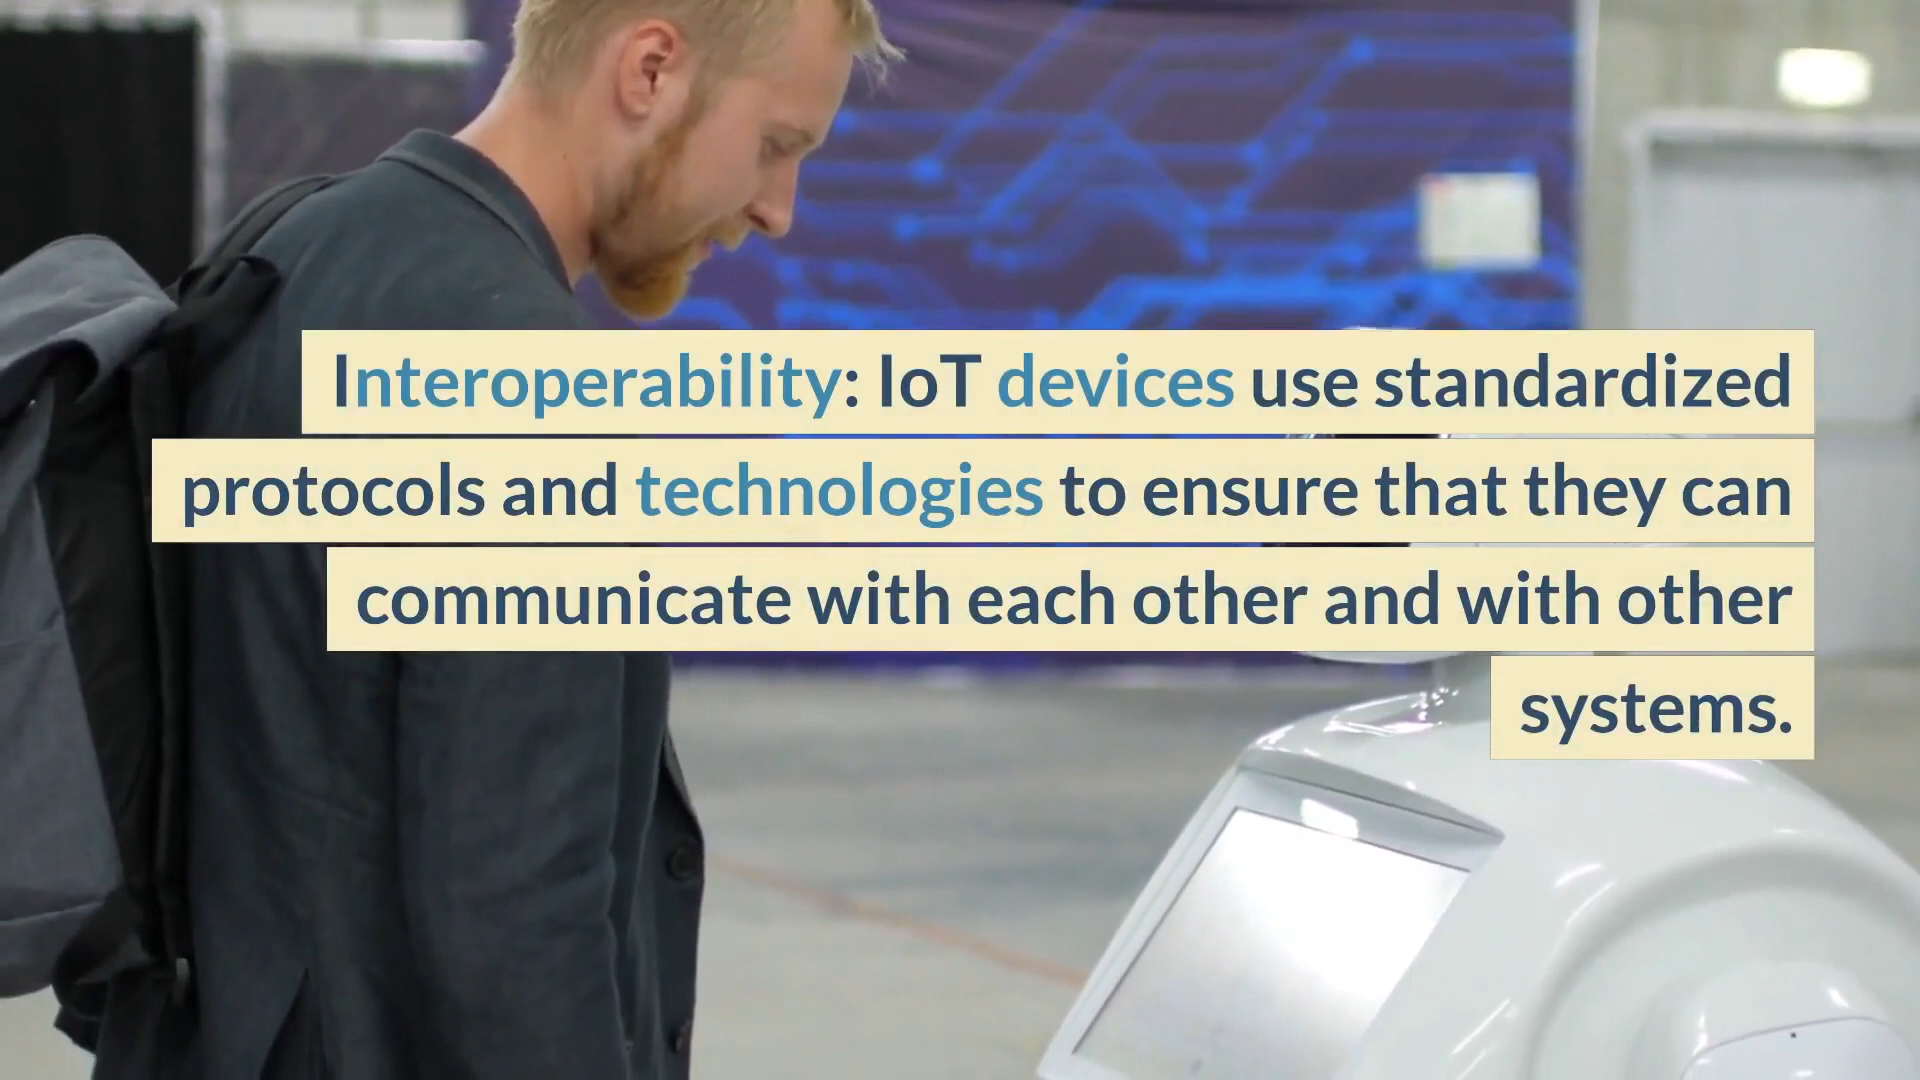 Interoperability: IoT devices use standardized
protocols and technologies to ensure that they can
communicate with each other and with other
systems.